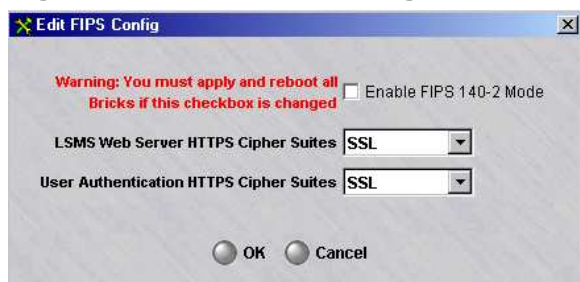 Edit FIPS Config
Warning: You must apply and reboot all
Bricks if this checkbox is changed
Enable FIPS 140-2 Mode
LSMS Web Server HTTPS Cipher Suites SSL
User Authentication HTTPS Cipher Suites SSL
OK Cancel